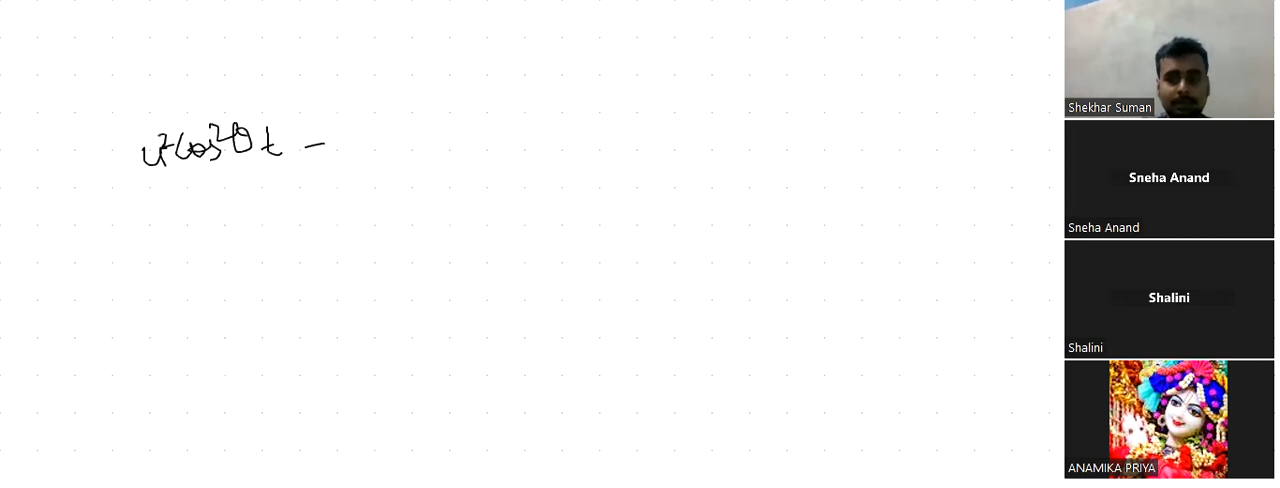 u²cos²θ t –
Shekhar Suman
Sneha Anand
Sneha Anand
Shalini
Shalini
ANAMIKA PRIYA